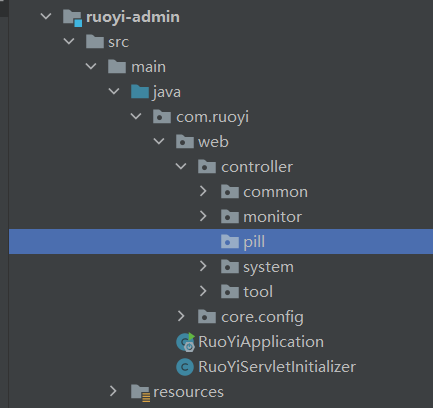 ruoyi-admin
src
main
java
com.ruoyi
web
controller
common
monitor
pill
system
tool
core.config
RuoYiApplication
RuoYiServletInitializer
resources